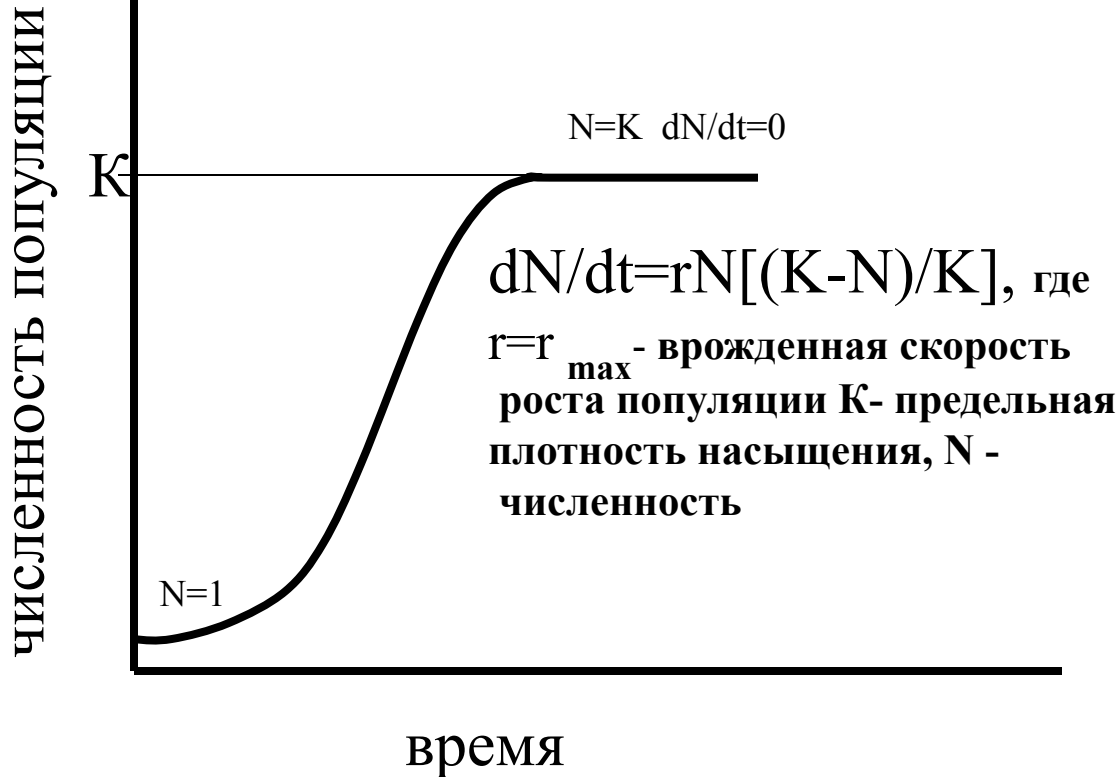 численность популяции
N=K dN/dt=0
К
dN/dt=rN[(K-N)/K], где
r=r max- врожденная скорость
роста популяции К- предельная
плотность насыщения, N -
численность
N=1
время